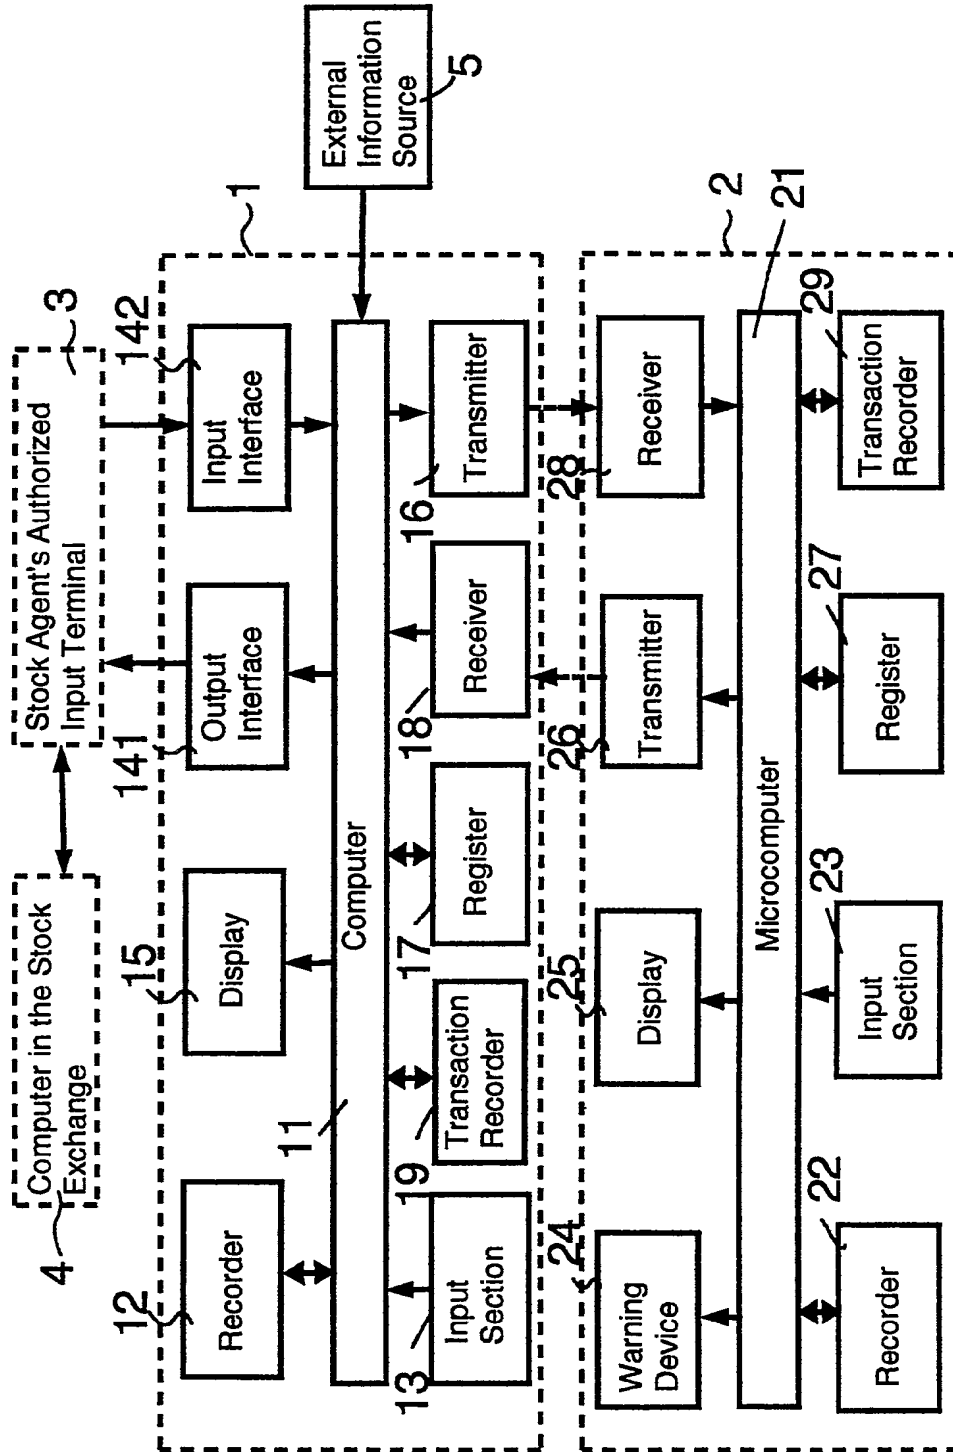 4
Computer in the Stock
Exchange
Stock Agent's Authorized
Input Terminal
3
12
Recorder
15
Display
141
Output
Interface
142
Input
Interface
1
11
Computer
External
Information
Source
5
13
Input
Section
19
Transaction
Recorder
17
Register
18
Receiver
16
Transmitter
24
Warning
Device
25
Display
26
Transmitter
28
Receiver
2
Microcomputer
21
22
Recorder
23
Input
Section
27
Register
29
Transaction
Recorder